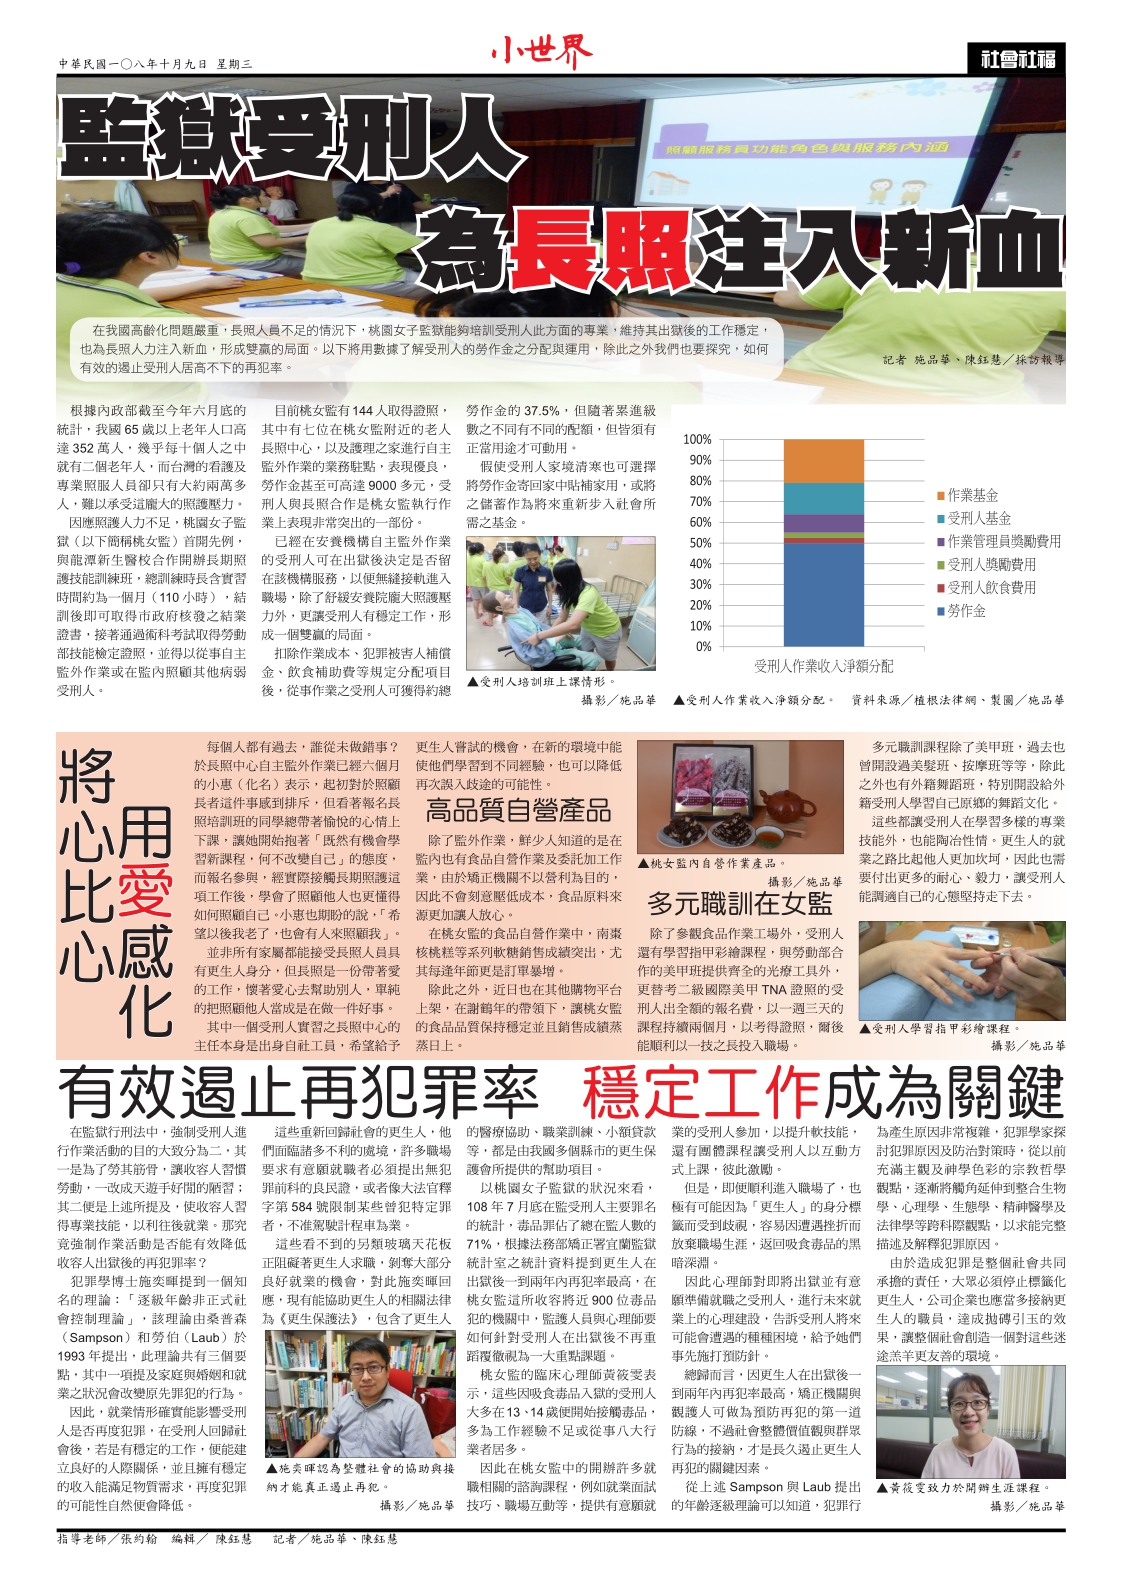 中華民國一〇八年十月九日 星期三
小世界
社會社福
監獄受刑人
為長照注入新血
照顧服務員功能角色與服務內涵
在我國高齡化問題嚴重，長照人員不足的情況下，桃園女子監獄能夠培訓受刑人此方面的專業，維持其出獄後的工作穩定，
也為長照人力注入新血，形成雙贏的局面。以下將用數據了解受刑人的勞作金之分配與運用，除此之外我們也要探究，如何
有效的遏止受刑人居高不下的再犯率。
記者 施品華、陳鈺慧／採訪報導
根據內政部截至今年六月底的
統計，我國 65 歲以上老年人口高
達 352 萬人，幾乎每十個人之中
就有二個老年人，而台灣的看護及
專業照服人員卻只有大約兩萬多
人，難以承受這龐大的照護壓力。
因應照護人力不足，桃園女子監
獄（以下簡稱桃女監）首開先例，
與龍潭新生醫校合作開辦長期照
護技能訓練班，總訓練時長含實習
時間約為一個月（110 小時），結
訓後即可取得市政府核發之結業
證書，接著通過術科考試取得勞動
部技能檢定證照，並得以從事自主
監外作業或在監內照顧其他病弱
受刑人。
目前桃女監有 144 人取得證照，
其中有七位在桃女監附近的老人
長照中心，以及護理之家進行自主
監外作業的業務駐點，表現優良，
勞作金甚至可高達 9000 多元，受
刑人與長照合作是桃女監執行作
業上表現非常突出的一部份。
已經在安養機構自主監外作業
的受刑人可在出獄後決定是否留
在該機構服務，以便無縫接軌進入
職場，除了舒緩安養院龐大照護壓
力外，更讓受刑人有穩定工作，形
成一個雙贏的局面。
扣除作業成本、犯罪被害人補償
金、飲食補助費等規定分配項目
後，從事作業之受刑人可獲得約總
勞作金的 37.5%，但隨著累進級
數之不同有不同的配額，但皆須有
正當用途才可動用。
假使受刑人家境清寒也可選擇
將勞作金寄回家中貼補家用，或將
之儲蓄作為將來重新步入社會所
需之基金。
▲受刑人培訓班上課情形。
攝影／施品華
100%
90%
80%
70%
60%
50%
40%
30%
20%
10%
0%
作業基金
受刑人基金
作業管理員獎勵費用
受刑人獎勵費用
受刑人飲食費用
勞作金
受刑人作業收入淨額分配
▲受刑人作業收入淨額分配。 資料來源／植根法律網、製圖／施品華
將心比心
用愛感化
每個人都有過去，誰從未做錯事？
於長照中心自主監外作業已經六個月
的小惠（化名）表示，起初對於照顧
長者這件事感到排斥，但看著報名長
照培訓班的同學總帶著愉悅的心情上
下課，讓她開始抱著「既然有機會學
習新課程，何不改變自己」的態度，
而報名參與，經實際接觸長期照護這
項工作後，學會了照顧他人也更懂得
如何照顧自己。小惠也期盼的說，「希
望以後我老了，也會有人來照顧我」。
並非所有家屬都能接受長照人員具
有更生人身分，但長照是一份帶著愛
的工作，懷著愛心去幫助別人，單純
的把照顧他人當成是在做一件好事。
其中一個受刑人實習之長照中心的
主任本身是出身自社工員，希望給予
更生人嘗試的機會，在新的環境中能
使他們學習到不同經驗，也可以降低
再次誤入歧途的可能性。
高品質自營產品
除了監外作業，鮮少人知道的是在
監內也有食品自營作業及委託加工作
業，由於矯正機關不以營利為目的，
因此不會刻意壓低成本，食品原料來
源更加讓人放心。
在桃女監的食品自營作業中，南棗
核桃糕等系列軟糖銷售成績突出，尤
其每逢年節更是訂單暴增。
除此之外，近日也在其他購物平台
上架，在謝鶴年的帶領下，讓桃女監
的食品品質保持穩定並且銷售成績蒸
蒸日上。
▲桃女監內自營作業產品。
攝影／施品華
多元職訓在女監
除了參觀食品作業工場外，受刑人
還有學習指甲彩繪課程，與勞動部合
作的美甲班提供齊全的光療工具外，
更替考二級國際美甲 TNA 證照的受
刑人出全額的報名費，以一週三天的
課程持續兩個月，以考得證照，爾後
能順利以一技之長投入職場。
多元職訓課程除了美甲班，過去也
曾開設過美髮班、按摩班等等，除此
之外也有外籍舞蹈班，特別開設給外
籍受刑人學習自己原鄉的舞蹈文化。
這些都讓受刑人在學習多樣的專業
技能外，也能陶冶性情。更生人的就
業之路比起他人更加坎坷，因此也需
要付出更多的耐心、毅力，讓受刑人
能調適自己的心態堅持走下去。
▲受刑人學習指甲彩繪課程。
攝影／施品華
有效遏止再犯罪率 穩定工作成為關鍵
在監獄行刑法中，強制受刑人進
行作業活動的目的大致分為二，其
一是為了勞其筋骨，讓收容人習慣
勞動，一改成天遊手好閒的陋習；
其二便是上述所提及，使收容人習
得專業技能，以利往後就業。那究
竟強制作業活動是否能有效降低
收容人出獄後的再犯罪率？
犯罪學博士施奕暉提到一個知
名的理論：「逐級年齡非正式社
會控制理論」，該理論由桑普森
（Sampson）和勞伯（Laub）於
1993 年提出，此理論共有三個要
點，其中一項提及家庭與婚姻和就
業之狀況會改變原先罪犯的行為。
因此，就業情形確實能影響受刑
人是否再度犯罪，在受刑人回歸社
會後，若是有穩定的工作，便能建
立良好的人際關係，並且擁有穩定
的收入能滿足物質需求，再度犯罪
的可能性自然便會降低。
這些重新回歸社會的更生人，他
們面臨諸多不利的處境，許多職場
要求有意願就職者必須提出無犯
罪前科的良民證，或者像大法官釋
字第 584 號限制某些曾犯特定罪
者，不准駕駛計程車為業。
這些看不到的另類玻璃天花板
正阻礙著更生人求職，剝奪大部分
良好就業的機會，對此施奕暉回
應，現有能協助更生人的相關法律
為《更生保護法》，包含了更生人
▲施奕暉認為整體社會的協助與接
納才能真正遏止再犯。
攝影／施品華
的醫療協助、職業訓練、小額貸款
等，都是由我國多個縣市的更生保
護會所提供的幫助項目。
以桃園女子監獄的狀況來看，
108 年 7 月底在監受刑人主要罪名
的統計，毒品罪佔了總在監人數的
71%，根據法務部矯正署宜蘭監獄
統計室之統計資料提到更生人在
出獄後一到兩年內再犯率最高，在
桃女監這所收容將近 900 位毒品
犯的機關中，監護人員與心理師要
如何針對受刑人在出獄後不再重
蹈覆徹視為一大重點課題。
桃女監的臨床心理師黃筱雯表
示，這些因吸食毒品入獄的受刑人
大多在 13、14 歲便開始接觸毒品，
多為工作經驗不足或從事八大行
業者居多。
因此在桃女監中的開辦許多就
職相關的諮詢課程，例如就業面試
技巧、職場互動等，提供有意願就
業的受刑人參加，以提升軟技能，
還有團體課程讓受刑人以互動方
式上課，彼此激勵。
但是，即便順利進入職場了，也
極有可能因為「更生人」的身分標
籤而受到歧視，容易因遭遇挫折而
放棄職場生涯，返回吸食毒品的黑
暗深淵。
因此心理師對即將出獄並有意
願準備就職之受刑人，進行未來就
業上的心理建設，告訴受刑人將來
可能會遭遇的種種困境，給予她們
事先施打預防針。
總歸而言，因更生人在出獄後一
到兩年內再犯率最高，矯正機關與
觀護人可做為預防再犯的第一道
防線，不過社會整體價值觀與群眾
行為的接納，才是長久遏止更生人
再犯的關鍵因素。
從上述 Sampson 與 Laub 提出
的年齡逐級理論可以知道，犯罪行
為產生原因非常複雜，犯罪學家探
討犯罪原因及防治對策時，從以前
充滿主觀及神學色彩的宗教哲學
觀點，逐漸將觸角延伸到整合生物
學、心理學、生態學、精神醫學及
法律學等跨科際觀點，以求能完整
描述及解釋犯罪原因。
由於造成犯罪是整個社會共同
承擔的責任，大眾必須停止標籤化
更生人，公司企業也應當多接納更
生人的職員，達成拋磚引玉的效
果，讓整個社會創造一個對這些迷
途羔羊更友善的環境。
▲黃筱雯致力於開辦生涯課程。
攝影／施品華
指導老師／張約翰 編輯／ 陳鈺慧 記者／施品華、陳鈺慧